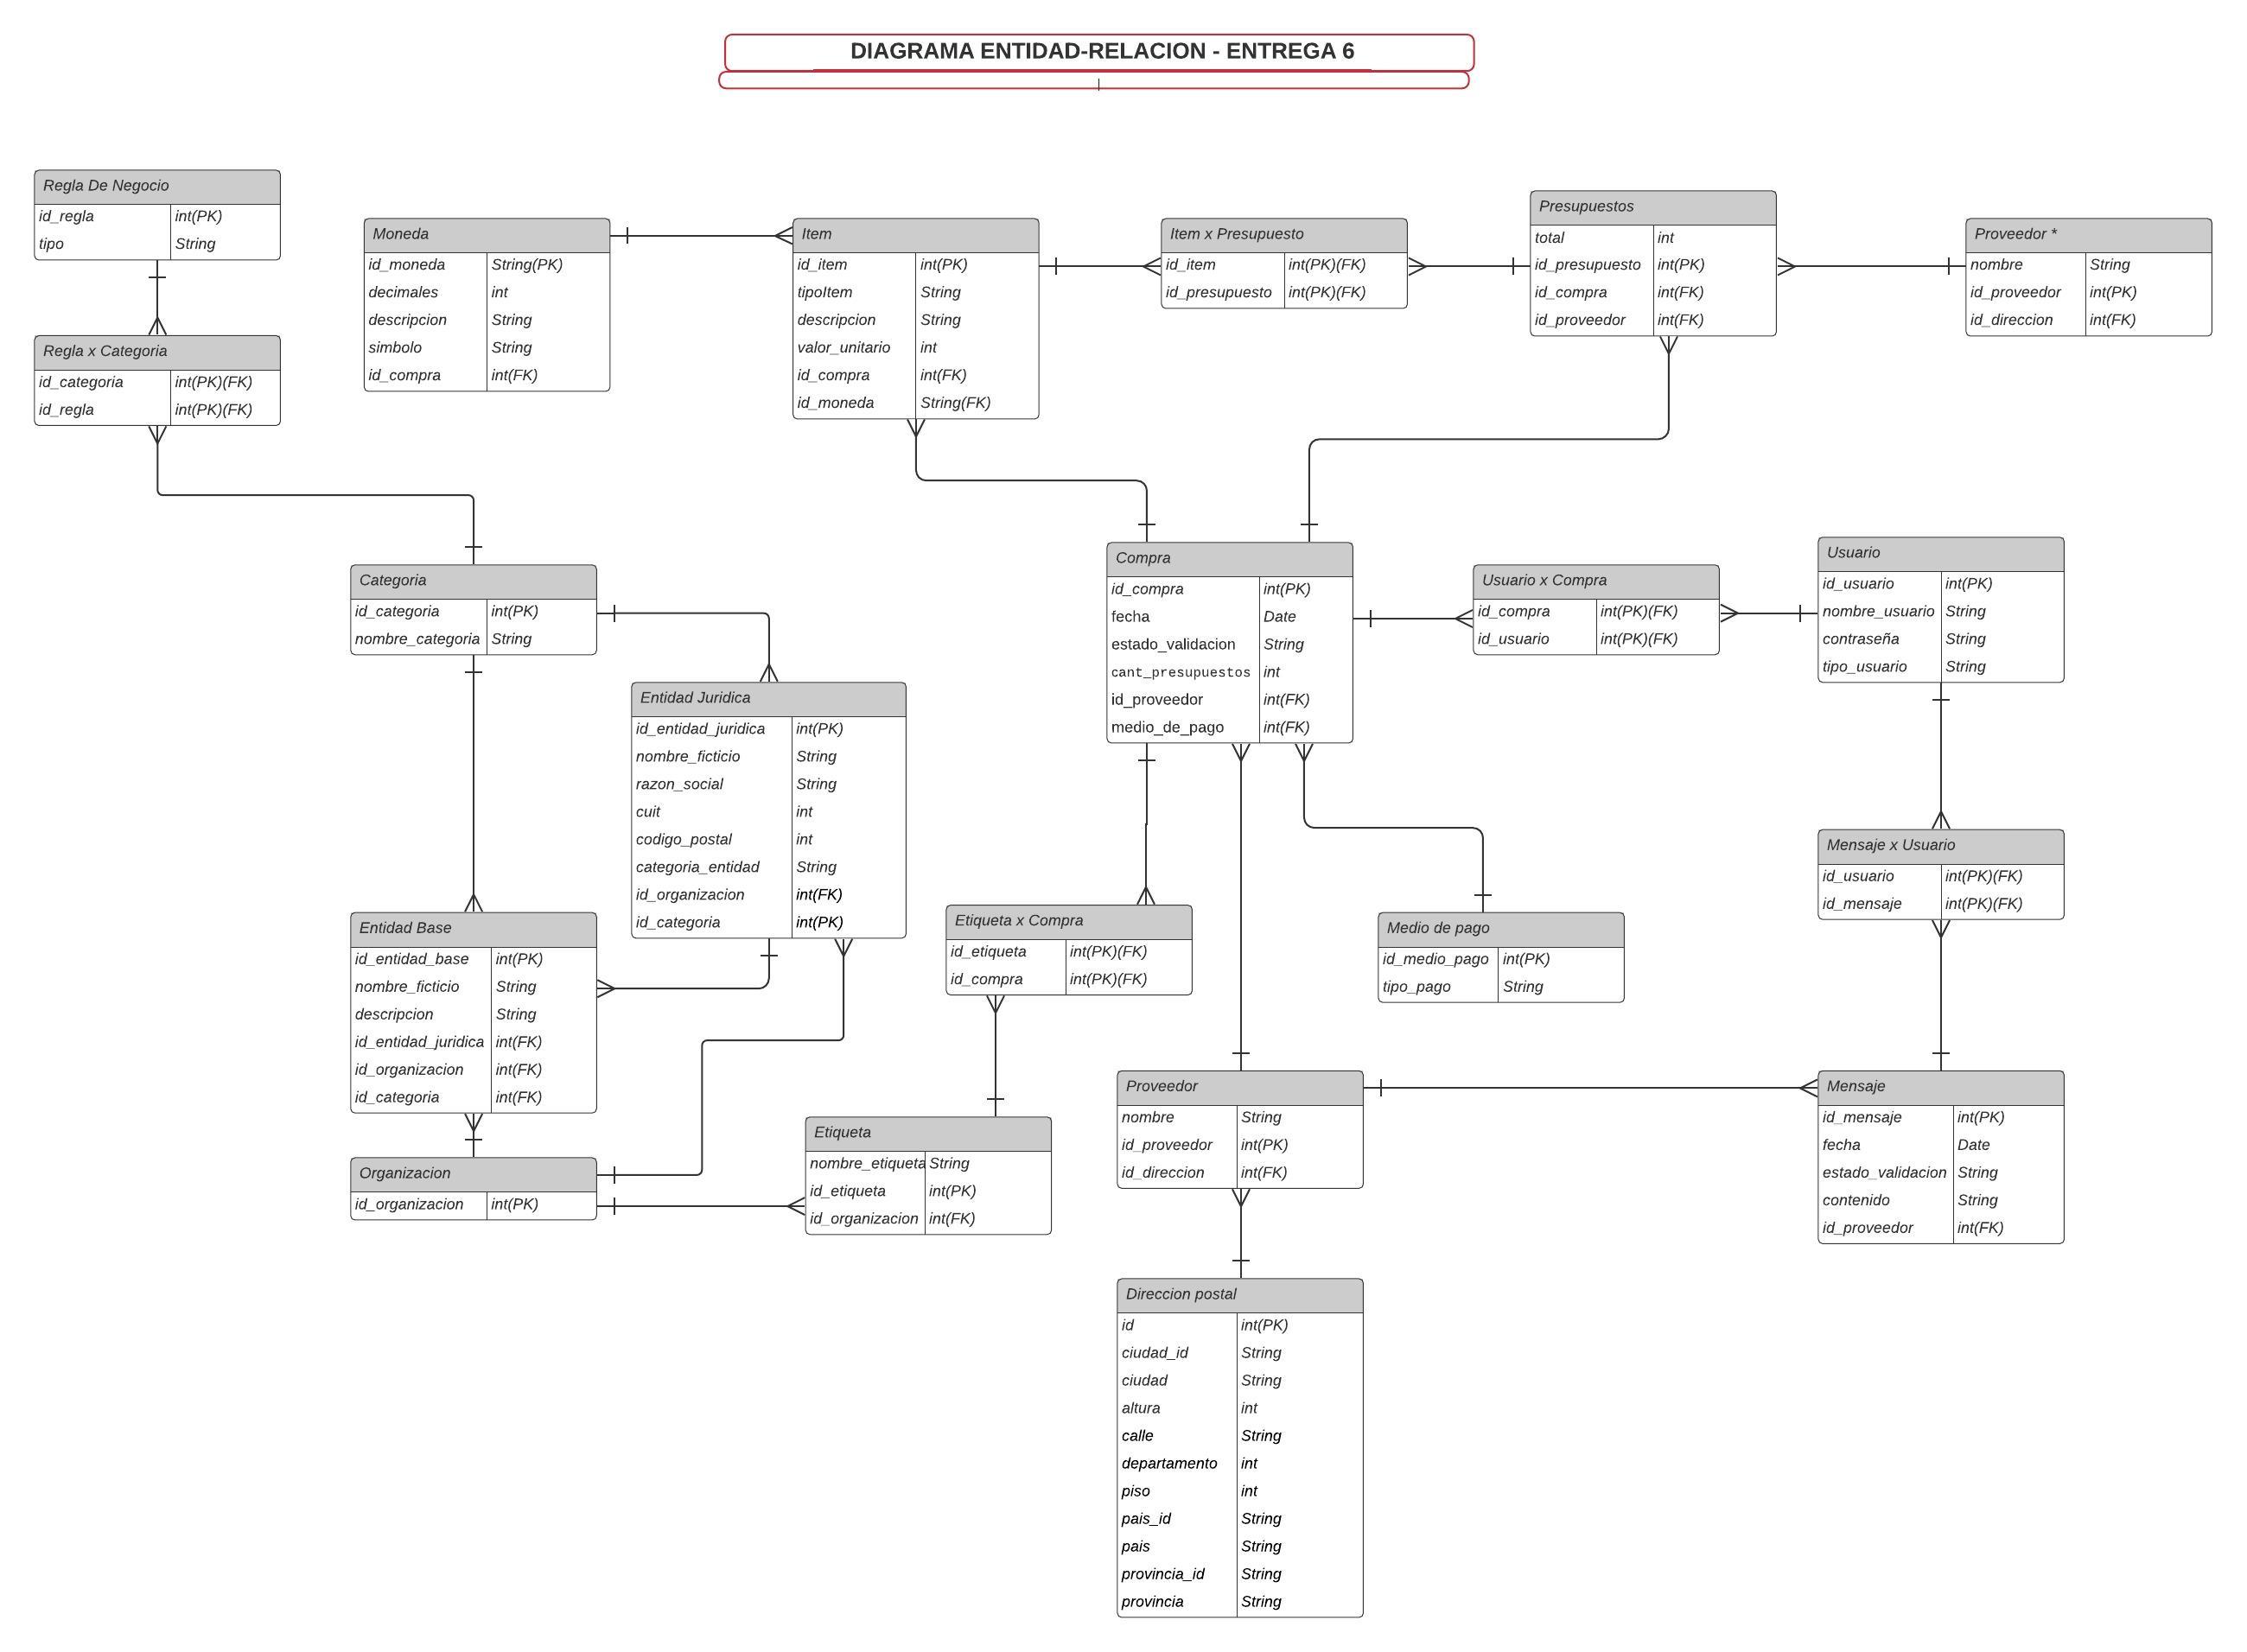 DIAGRAMA ENTIDAD-RELACION - ENTREGA 6
Regla De Negocio
id_regla int(PK)
tipo String
Regla x Categoria
id_categoria int(PK)(FK)
id_regla int(PK)(FK)
Moneda
id_moneda String(PK)
decimales int
descripcion String
simbolo String
id_compra int(FK)
Item
id_item int(PK)
tipoItem String
descripcion String
valor_unitario int
id_compra int(FK)
id_moneda String(FK)
Item x Presupuesto
id_item int(PK)(FK)
id_presupuesto int(PK)(FK)
Presupuestos
total int
id_presupuesto int(PK)
id_compra int(FK)
id_proveedor int(FK)
Proveedor *
nombre String
id_proveedor int(PK)
id_direccion int(FK)
Categoria
id_categoria int(PK)
nombre_categoria String
Entidad Juridica
id_entidad_juridica int(PK)
nombre_ficticio String
razon_social String
cuit int
codigo_postal int
categoria_entidad String
id_organizacion int(FK)
id_categoria int(PK)
Compra
id_compra int(PK)
fecha Date
estado_validacion String
cant_presupuestos int
id_proveedor int(FK)
medio_de_pago int(FK)
Usuario x Compra
id_compra int(PK)(FK)
id_usuario int(PK)(FK)
Usuario
id_usuario int(PK)
nombre_usuario String
contraseña String
tipo_usuario String
Mensaje x Usuario
id_usuario int(PK)(FK)
id_mensaje int(PK)(FK)
Entidad Base
id_entidad_base int(PK)
nombre_ficticio String
descripcion String
id_entidad_juridica int(FK)
id_organizacion int(FK)
id_categoria int(FK)
Etiqueta x Compra
id_etiqueta int(PK)(FK)
id_compra int(PK)(FK)
Medio de pago
id_medio_pago int(PK)
tipo_pago String
Organizacion
id_organizacion int(PK)
Etiqueta
nombre_etiqueta String
id_etiqueta int(PK)
id_organizacion int(FK)
Proveedor
nombre String
id_proveedor int(PK)
id_direccion int(FK)
Mensaje
id_mensaje int(PK)
fecha Date
estado_validacion String
contenido String
id_proveedor int(FK)
Direccion postal
id int(PK)
ciudad_id String
ciudad String
altura int
calle String
departamento int
piso int
pais_id String
pais String
provincia_id String
provincia String